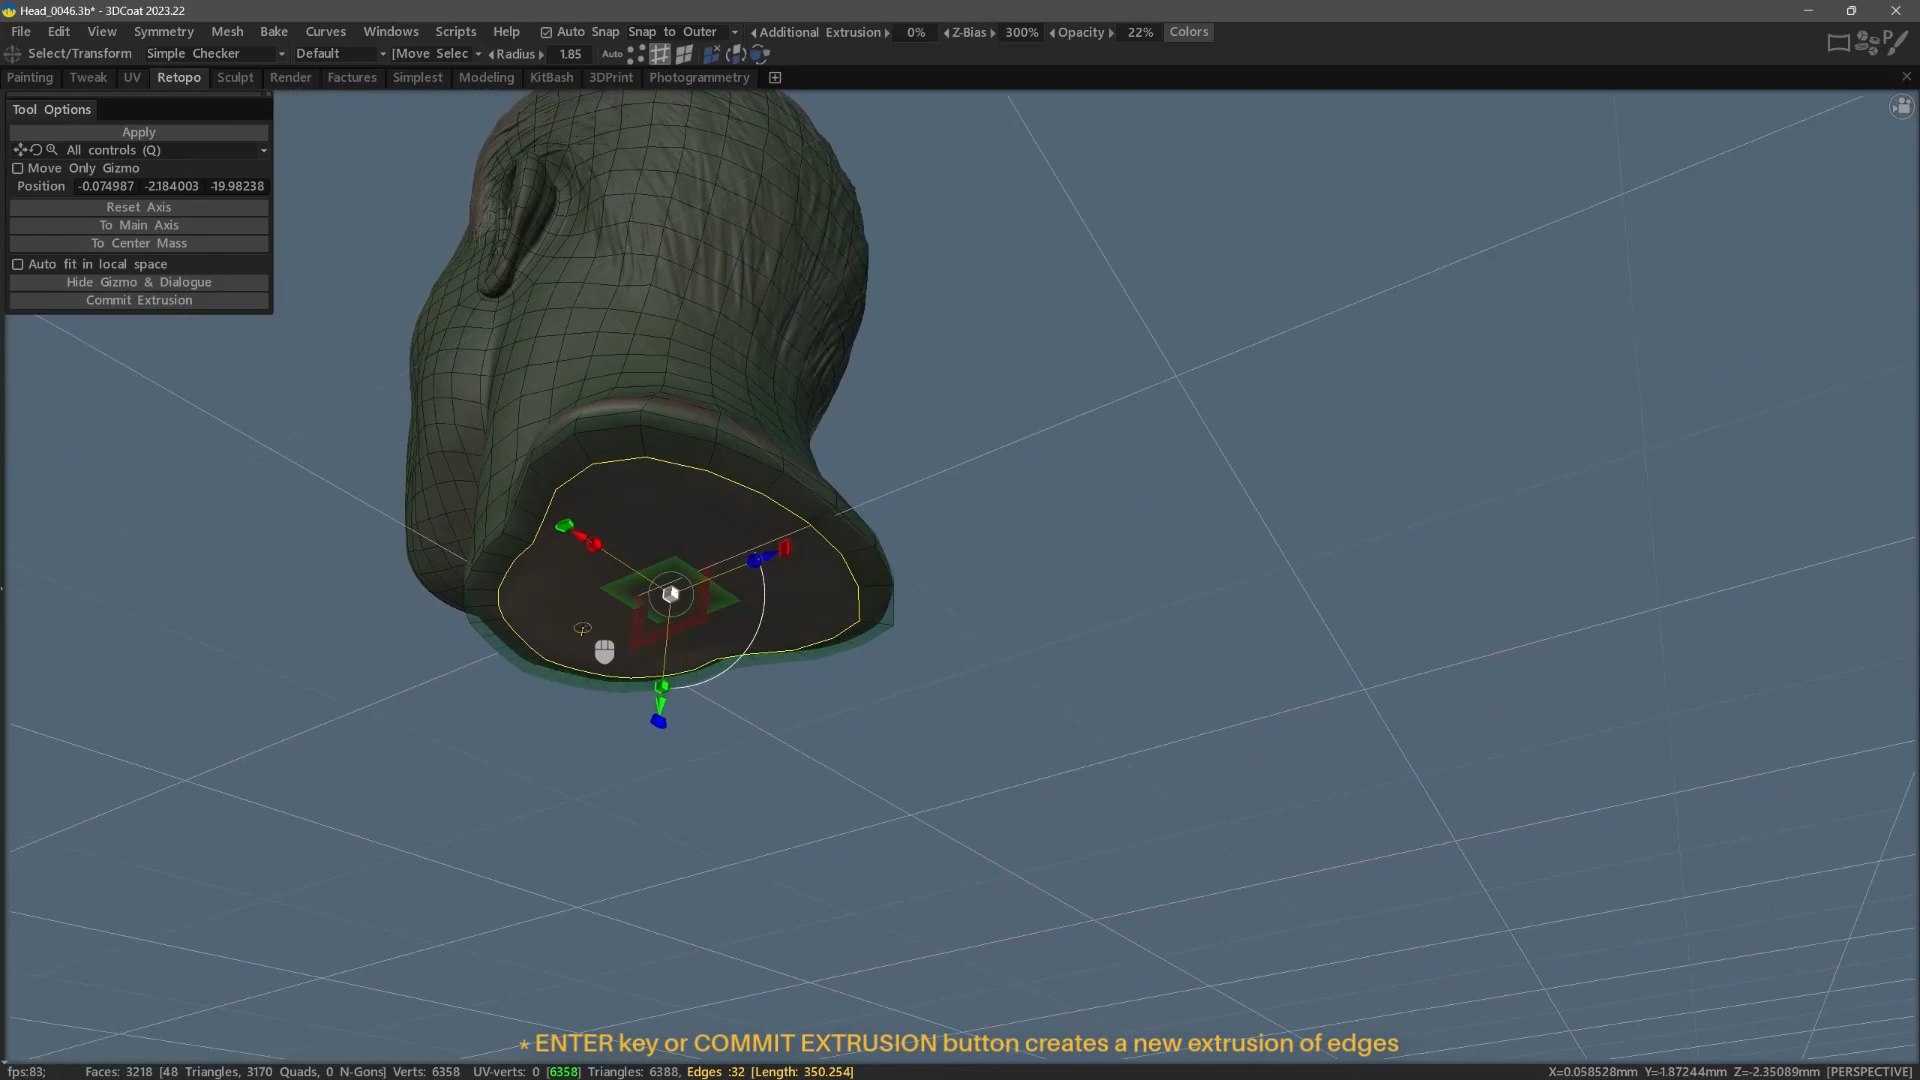 Head_0046.3b* - 3DCoat 2023.22
File Edit View Symmetry Mesh Bake Curves Windows Scripts Help Auto Snap Snap to Outer Additional Extrusion 0% Z-Bias 300% Opacity 22% Colors
Select/Transform Simple Checker Default [Move Selec Radius 1.85 Auto
Painting Tweak UV Retopo Sculpt Render Factures Simplest Modeling KitBash 3DPrint Photogrammetry
Tool Options
Apply
All controls (Q)
Move Only Gizmo
Position -0.074987 -2.184003 -19.98238
Reset Axis
To Main Axis
To Center Mass
Auto fit in local space
Hide Gizmo & Dialogue
Commit Extrusion
* ENTER key or COMMIT EXTRUSION button creates a new extrusion of edges
fps:83; Faces: 3218 [48 Triangles, 3170 Quads, 0 N-Gons] Verts: 6358 UV-verts: 0 [6358] Triangles: 6388, Edges :32 [Length: 350.254] X=0.058528mm Y=-1.87244mm Z=-2.35089mm [PERSPECTIVE]